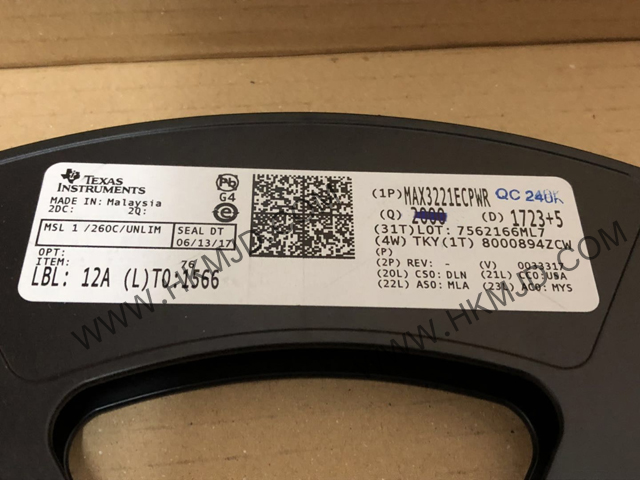 TEXAS INSTRUMENTS
MADE IN: Malaysia
2DC: 2Q:
MSL 1 /260C/UNLIM
SEAL DT
06/13/17
OPT:
ITEM: 76
LBL: 12A (L)TO:1566
Pb
G4
e
(1P) MAX3221ECPWR QC
(Q) 2000 (D) 1723+5
(31T)LOT: 7562166ML7
(4W) TKY(1T) 8000894ZCW
(P)
(2P) REV: - (V) 0033317
(20L) CSO: DLN (21L) CCO:USA
(22L) ASO: MLA (23L) ACO: MYS
WWW.HKMJD.COM
WWW.HKMJD.COM